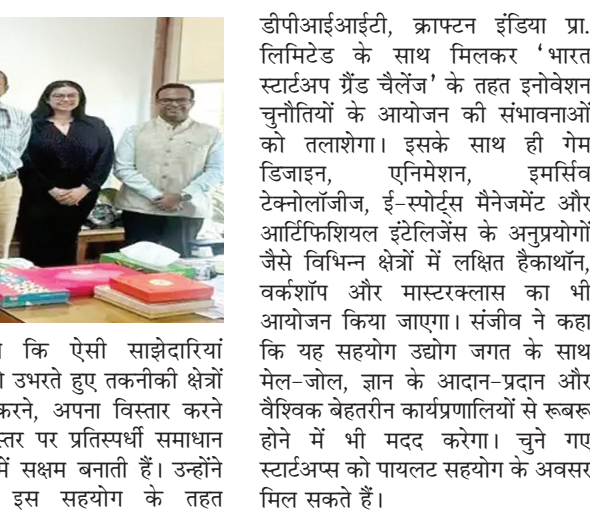 कि ऐसी साझेदारियां
उभरते हुए तकनीकी क्षेत्रों
करने, अपना विस्तार करने
स्तर पर प्रतिस्पर्धी समाधान
में सक्षम बनाती हैं। उन्होंने
इस सहयोग के तहत
डीपीआईआईटी, क्राफ्टन इंडिया प्रा.
लिमिटेड के साथ मिलकर ‘भारत
स्टार्टअप ग्रैंड चैलेंज’ के तहत इनोवेशन
चुनौतियों के आयोजन की संभावनाओं
को तलाशेगा। इसके साथ ही गेम
डिजाइन, एनिमेशन, इमर्सिव
टेक्नोलॉजीज, ई-स्पोर्ट्स मैनेजमेंट और
आर्टिफिशियल इंटेलिजेंस के अनुप्रयोगों
जैसे विभिन्न क्षेत्रों में लक्षित हैकाथॉन,
वर्कशॉप और मास्टरक्लास का भी
आयोजन किया जाएगा। संजीव ने कहा
कि यह सहयोग उद्योग जगत के साथ
मेल-जोल, ज्ञान के आदान-प्रदान और
वैश्विक बेहतरीन कार्यप्रणालियों से रूबरू
होने में भी मदद करेगा। चुने गए
स्टार्टअप्स को पायलट सहयोग के अवसर
मिल सकते हैं।